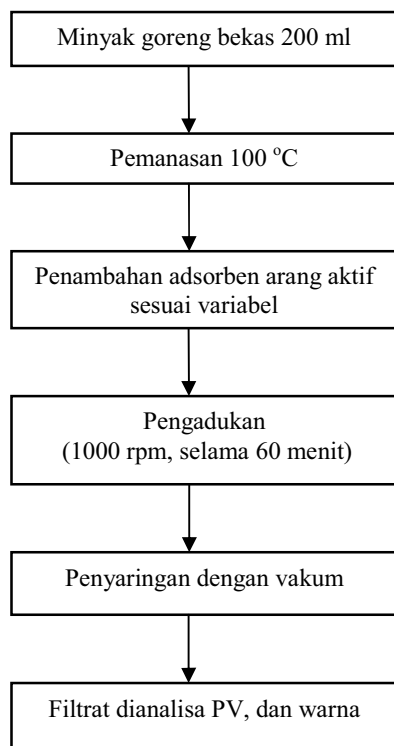 Minyak goreng bekas 200 ml
Pemanasan 100 °C
Penambahan adsorben arang aktif
sesuai variabel
Pengadukan
(1000 rpm, selama 60 menit)
Penyaringan dengan vakum
Filtrat dianalisa PV, dan warna